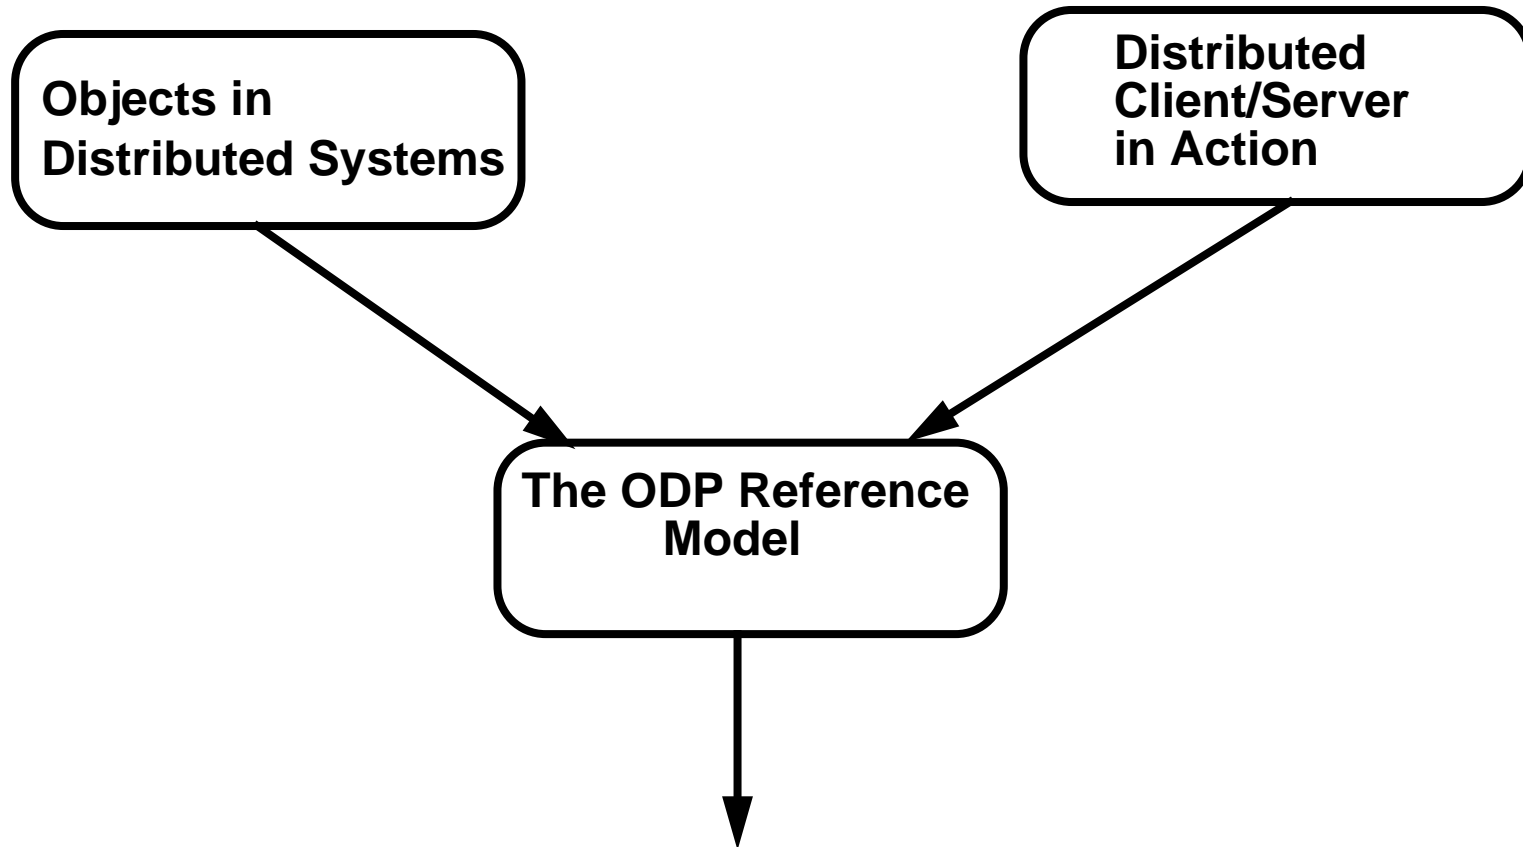 Objects in
Distributed Systems
Distributed
Client/Server
in Action
The ODP Reference
Model